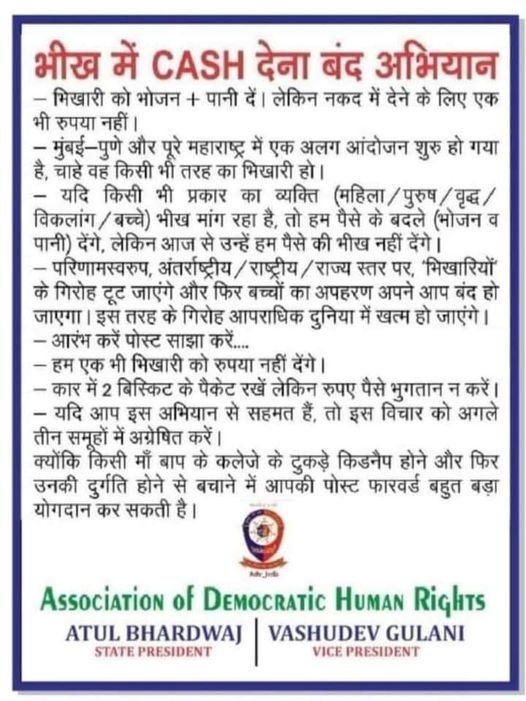 भीख में CASH देना बंद अभियान
– भिखारी को भोजन + पानी दें। लेकिन नकद में देने के लिए एक
भी रुपया नहीं।
– मुंबई–पुणे और पूरे महाराष्ट्र में एक अलग आंदोजन शुरु हो गया
है, चाहे वह किसी भी तरह का भिखारी हो।
– यदि किसी भी प्रकार का व्यक्ति (महिला/पुरुष/वृद्ध/
विकलांग/बच्चे) भीख मांग रहा है, तो हम पैसे के बदले (भोजन व
पानी) देंगे, लेकिन आज से उन्हें हम पैसे की भीख नहीं देंगे।
– परिणामस्वरुप, अंतर्राष्ट्रीय/राष्ट्रीय/राज्य स्तर पर, 'भिखारियों'
के गिरोह टूट जाएंगे और फिर बच्चों का अपहरण अपने आप बंद हो
जाएगा। इस तरह के गिरोह आपराधिक दुनिया में खत्म हो जाएंगे।
– आरंभ करें पोस्ट साझा करें....
– हम एक भी भिखारी को रुपया नहीं देंगे।
– कार में 2 बिस्किट के पैकेट रखें लेकिन रुपए पैसे भुगतान न करें।
– यदि आप इस अभियान से सहमत हैं, तो इस विचार को अगले
तीन समूहों में अग्रेषित करें।
क्योंकि किसी माँ बाप के कलेजे के टुकड़े किडनैप होने और फिर
उनकी दुर्गति होने से बचाने में आपकी पोस्ट फारवर्ड बहुत बड़ा
योगदान कर सकती है।
Association of Democratic Human Rights
ATUL BHARDWAJ | VASHUDEV GULANI
STATE PRESIDENT VICE PRESIDENT